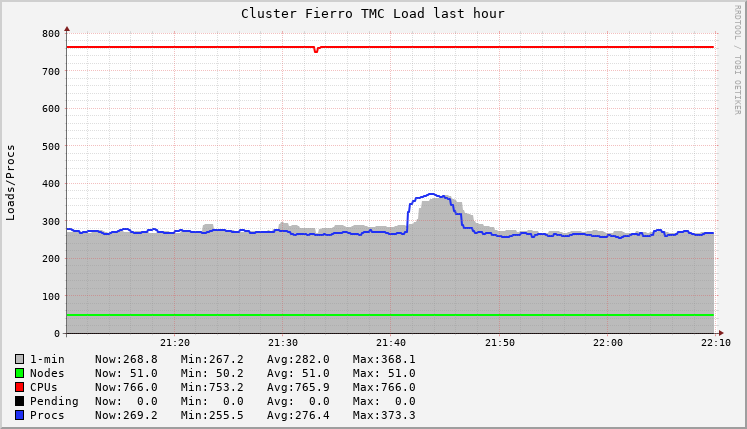 Cluster Fierro TMC Load last hour
RRDTOOL / TOBI OETIKER
Loads/Procs
800
700
600
500
400
300
200
100
0
21:20 21:30 21:40 21:50 22:00 22:10
1-min Now:268.8 Min:267.2 Avg:282.0 Max:368.1
Nodes Now: 51.0 Min: 50.2 Avg: 51.0 Max: 51.0
CPUs Now:766.0 Min:753.2 Avg:765.9 Max:766.0
Pending Now: 0.0 Min: 0.0 Avg: 0.0 Max: 0.0
Procs Now:269.2 Min:255.5 Avg:276.4 Max:373.3